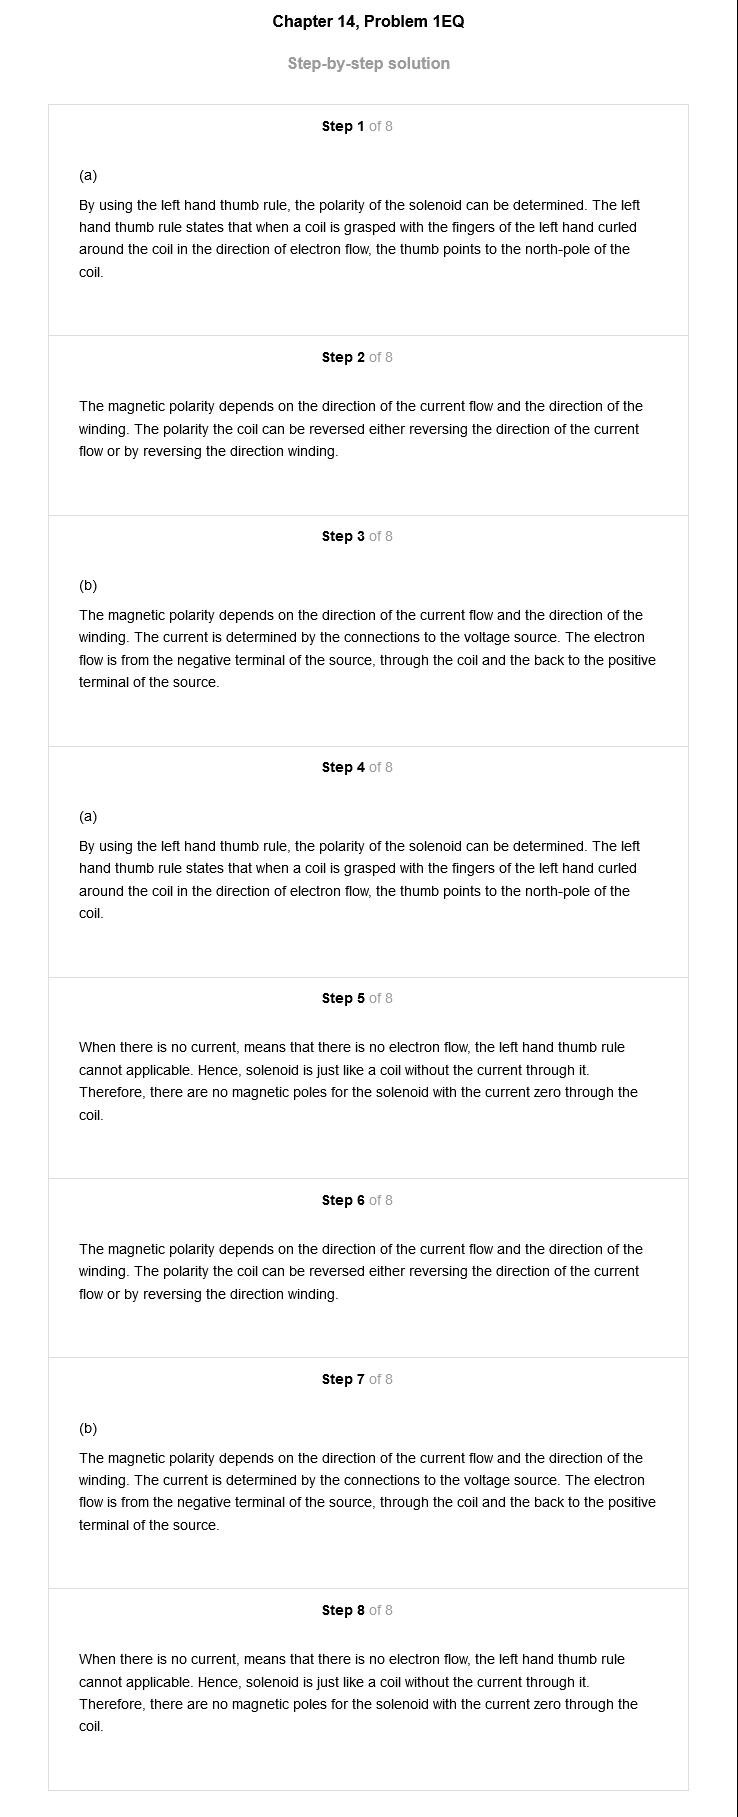 Chapter 14, Problem 1EQ
Step-by-step solution
Step 1 of 8
(a)
By using the left hand thumb rule, the polarity of the solenoid can be determined. The left
hand thumb rule states that when a coil is grasped with the fingers of the left hand curled
around the coil in the direction of electron flow, the thumb points to the north-pole of the
coil.
Step 2 of 8
The magnetic polarity depends on the direction of the current flow and the direction of the
winding. The polarity the coil can be reversed either reversing the direction of the current
flow or by reversing the direction winding.
Step 3 of 8
(b)
The magnetic polarity depends on the direction of the current flow and the direction of the
winding. The current is determined by the connections to the voltage source. The electron
flow is from the negative terminal of the source, through the coil and the back to the positive
terminal of the source.
Step 4 of 8
(a)
By using the left hand thumb rule, the polarity of the solenoid can be determined. The left
hand thumb rule states that when a coil is grasped with the fingers of the left hand curled
around the coil in the direction of electron flow, the thumb points to the north-pole of the
coil.
Step 5 of 8
When there is no current, means that there is no electron flow, the left hand thumb rule
cannot applicable. Hence, solenoid is just like a coil without the current through it.
Therefore, there are no magnetic poles for the solenoid with the current zero through the
coil.
Step 6 of 8
The magnetic polarity depends on the direction of the current flow and the direction of the
winding. The polarity the coil can be reversed either reversing the direction of the current
flow or by reversing the direction winding.
Step 7 of 8
(b)
The magnetic polarity depends on the direction of the current flow and the direction of the
winding. The current is determined by the connections to the voltage source. The electron
flow is from the negative terminal of the source, through the coil and the back to the positive
terminal of the source.
Step 8 of 8
When there is no current, means that there is no electron flow, the left hand thumb rule
cannot applicable. Hence, solenoid is just like a coil without the current through it.
Therefore, there are no magnetic poles for the solenoid with the current zero through the
coil.